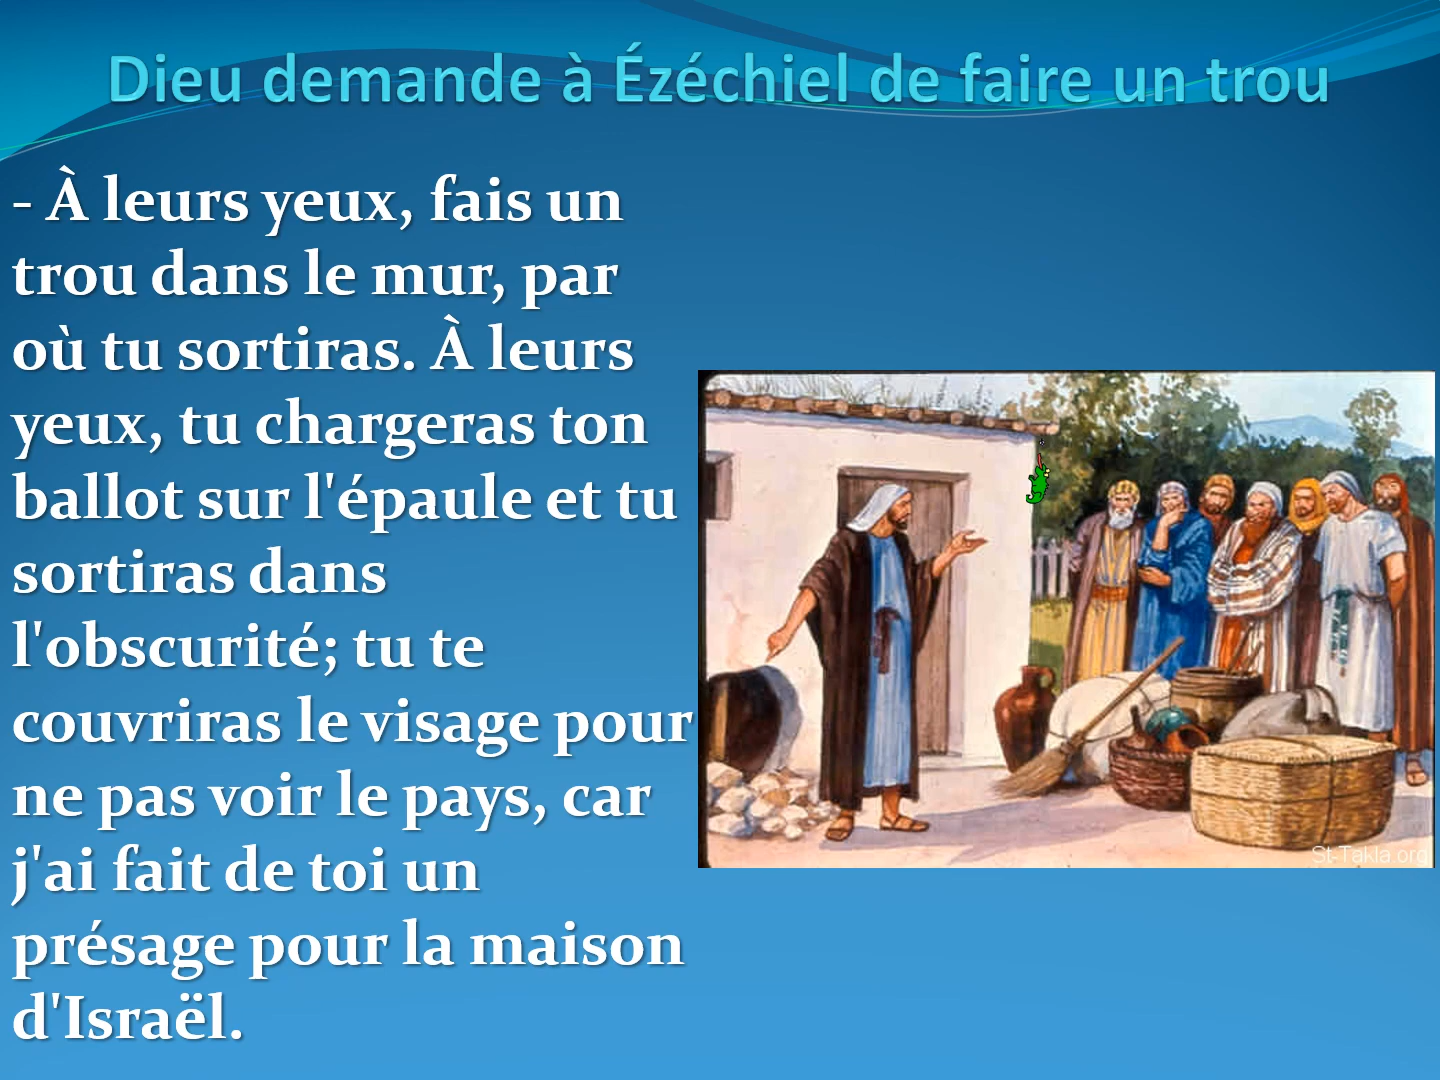 Dieu demande à Ézéchiel de faire un trou
- À leurs yeux, fais un
trou dans le mur, par
où tu sortiras. À leurs
yeux, tu chargeras ton
ballot sur l'épaule et tu
sortiras dans
l'obscurité; tu te
couvriras le visage pour
ne pas voir le pays, car
j'ai fait de toi un
présage pour la maison
d'Israël.
St-Takla.org